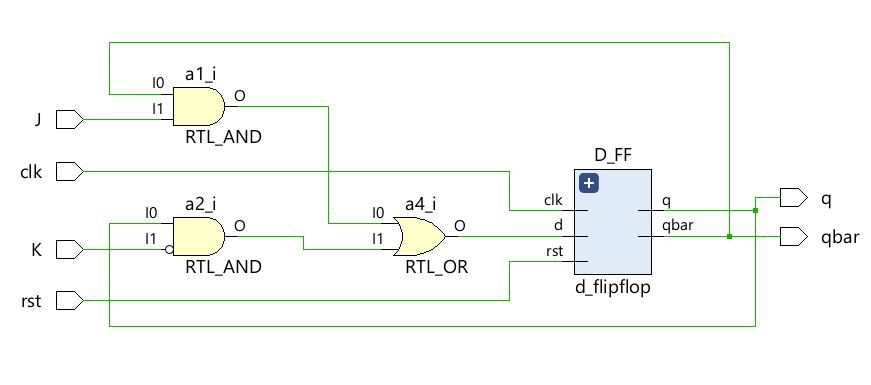 a1_i
I0
O
I1
J
RTL_AND
D_FF
+
clk
clk
q
q
a2_i
a4_i
I0
O
I0
O
d
qbar
qbar
K
I1
I1
rst
RTL_AND
RTL_OR
d_flipflop
rst